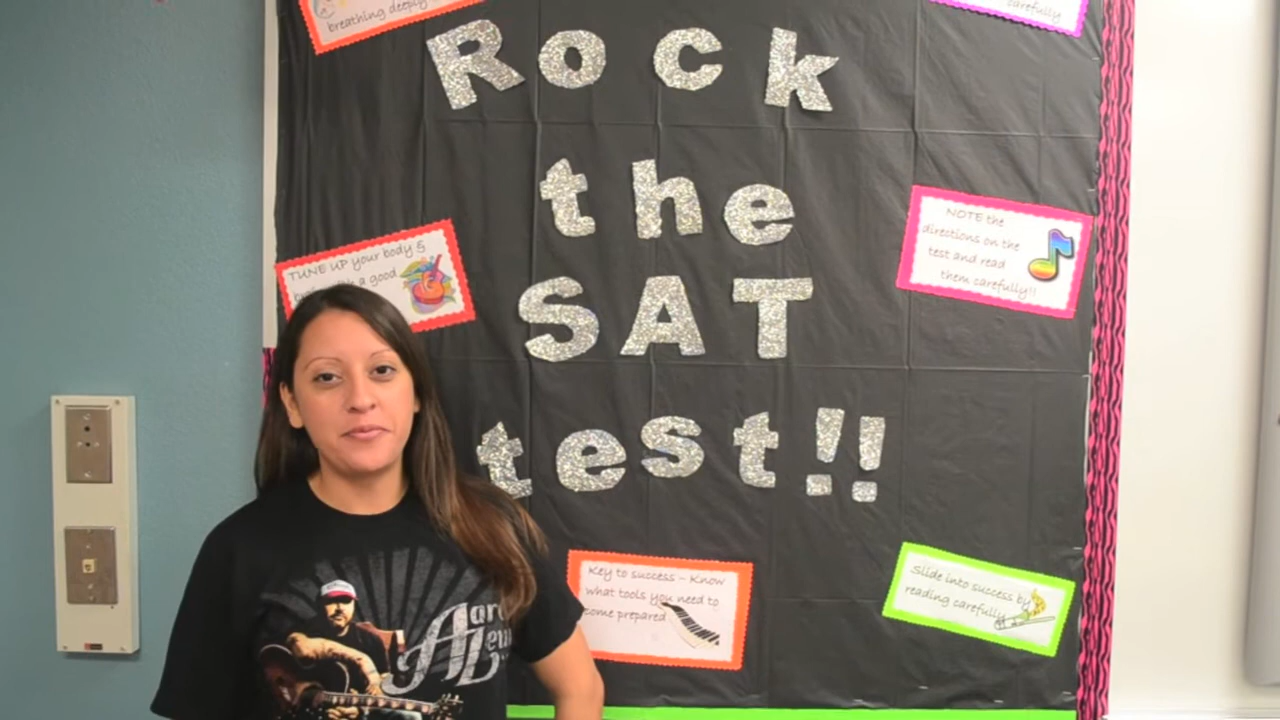 breathing deeply
carefully
Rock
the
SAT
test!!
TUNE UP your body &
a good
NOTE the
directions on the
test and read
them carefully!!
Key to success - Know
what tools you need to
come prepared
Slide into success by
reading carefully